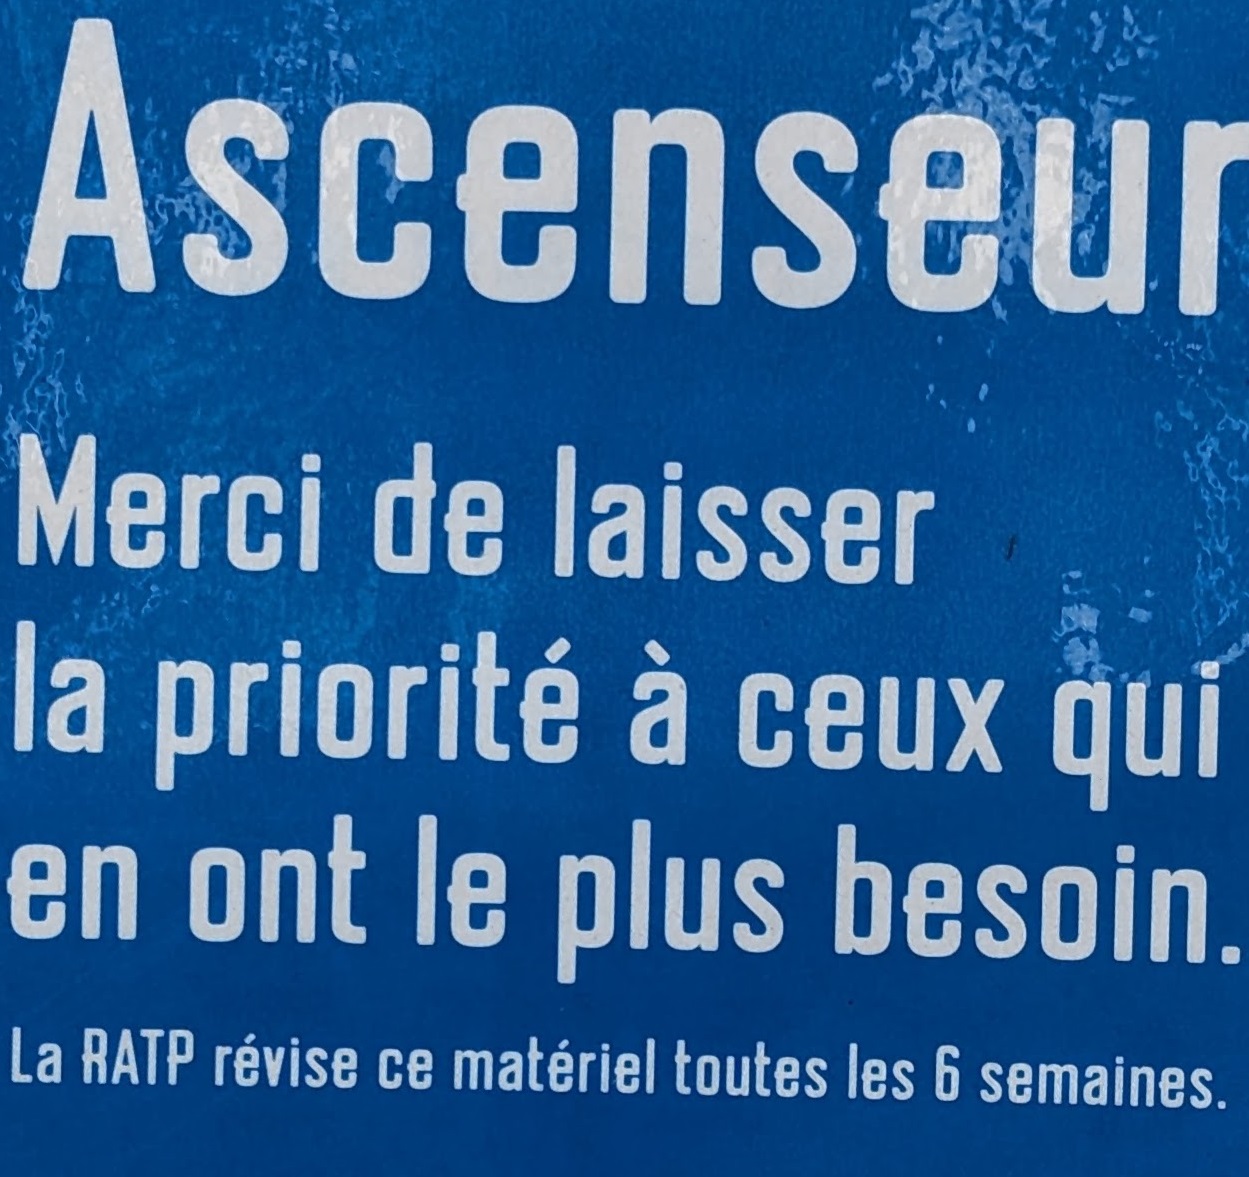 Ascenseur
Merci de laisser
la priorité à ceux qui
en ont le plus besoin.
La RATP révise ce matériel toutes les 6 semaines.